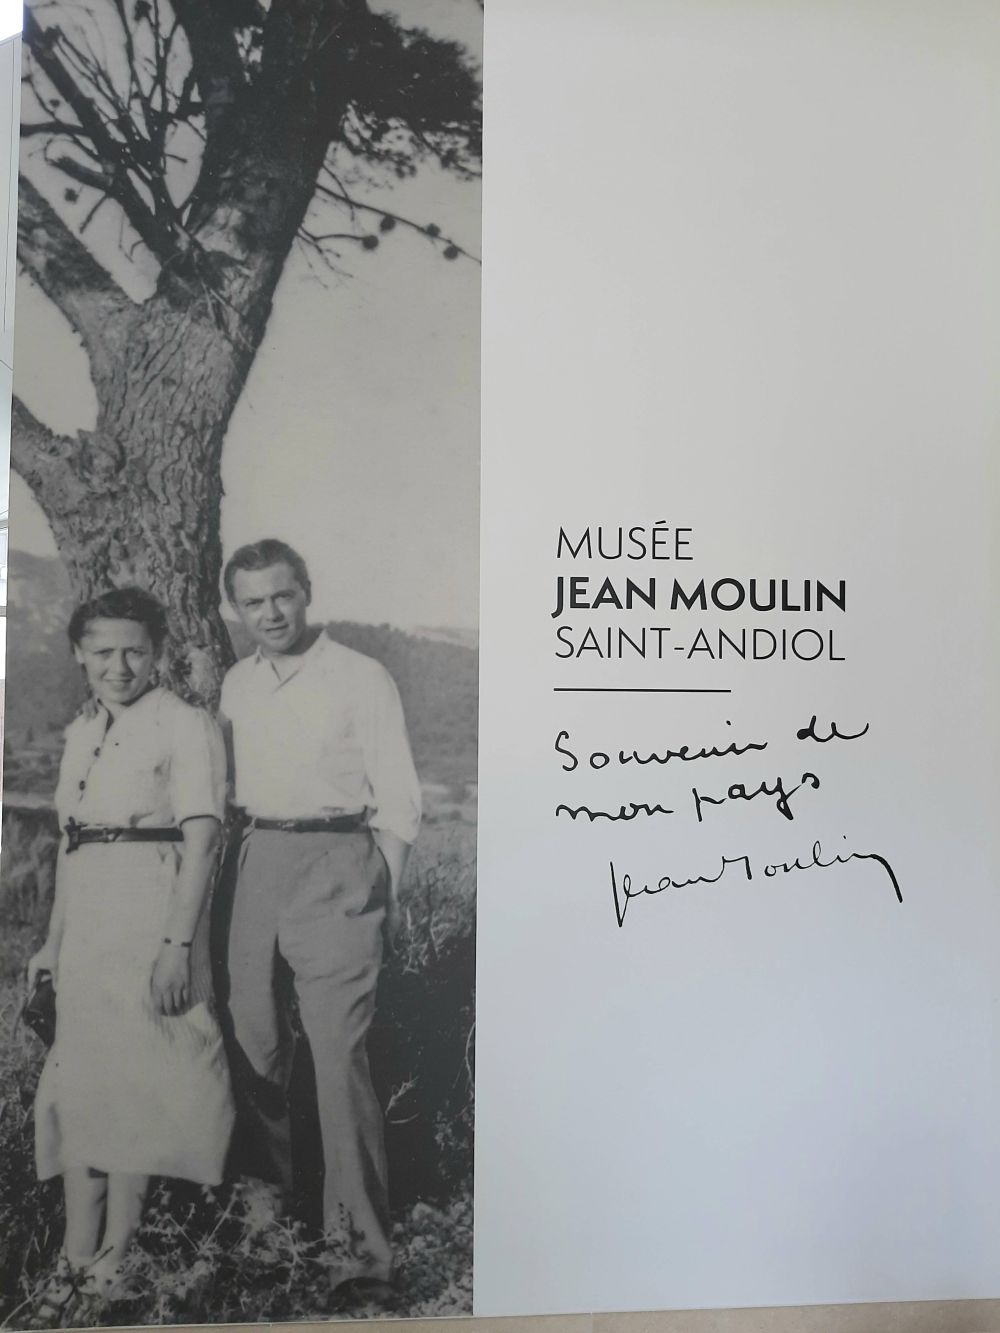 MUSÉE
JEAN MOULIN
SAINT-ANDIOL
Souvenir de
mon pays
Jean Moulin